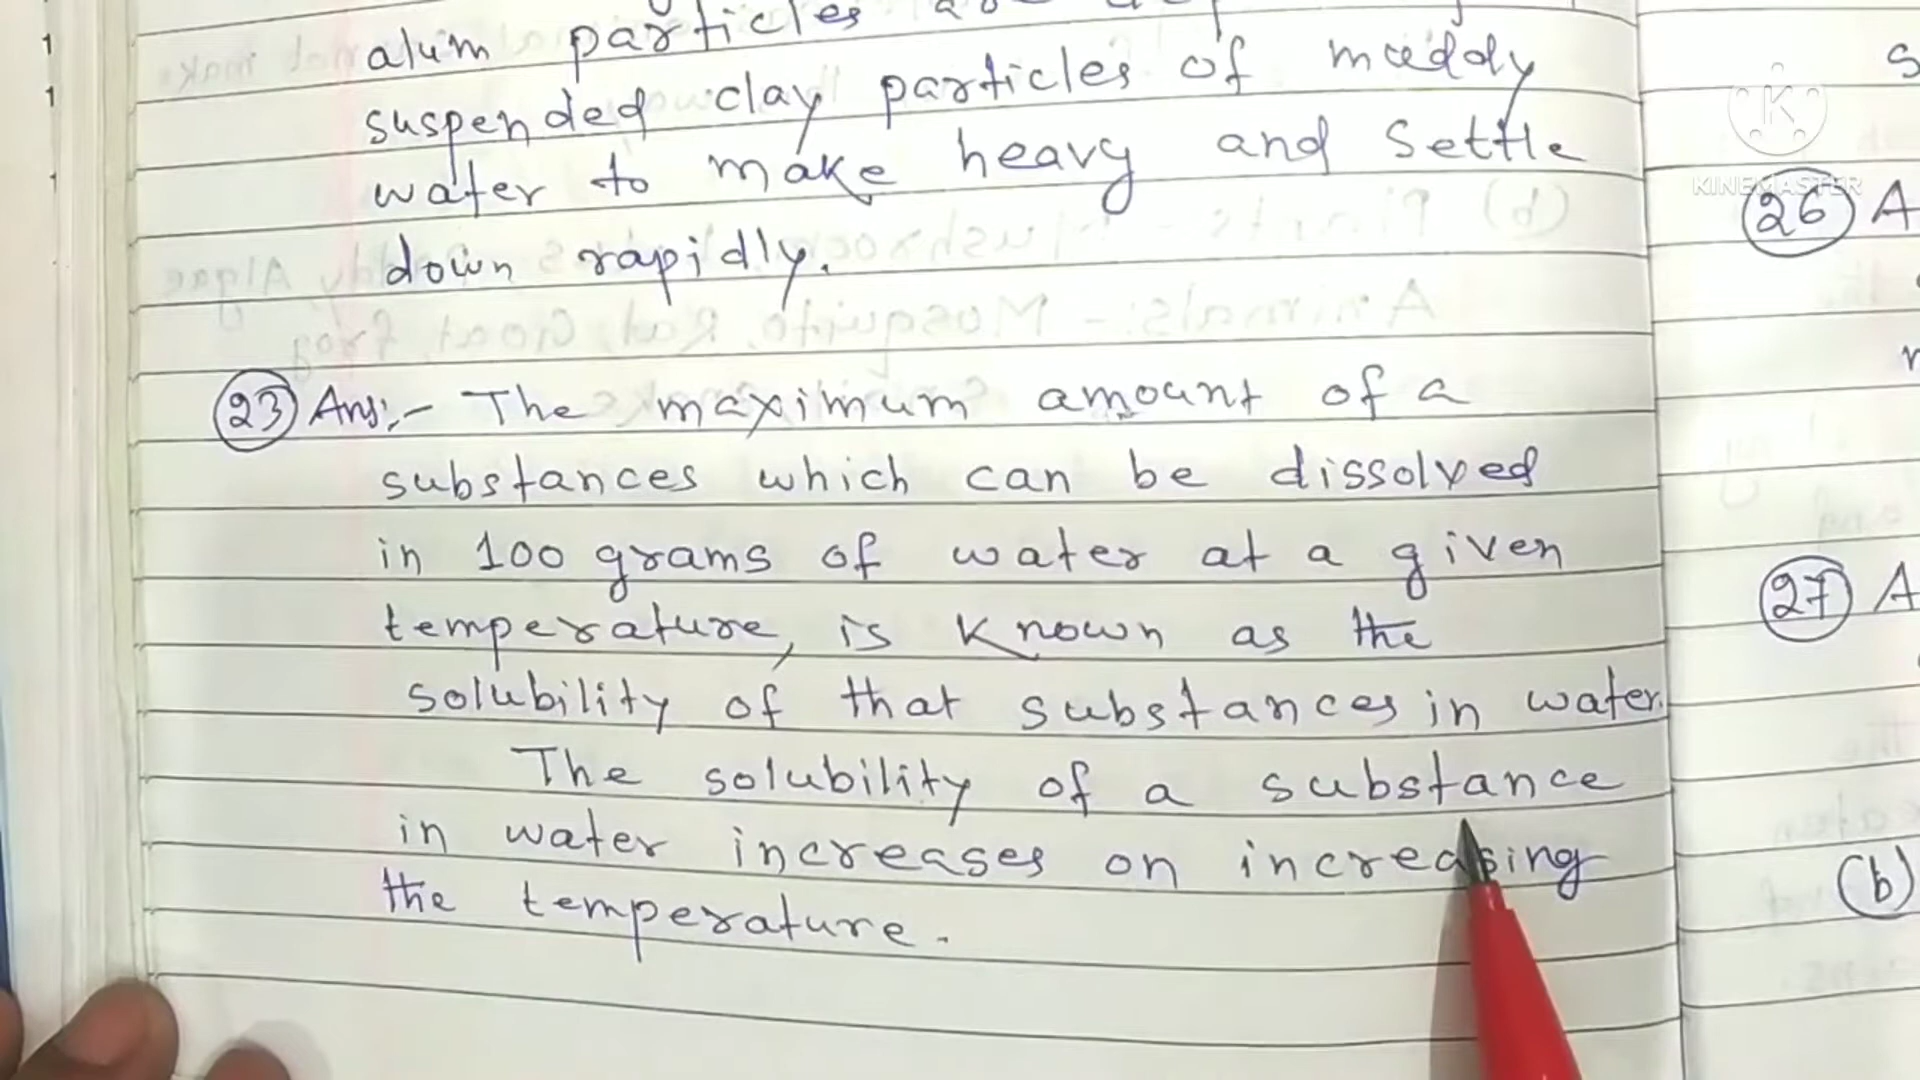 alum particles
suspended clay particles of muddy
water to make heavy and settle
down rapidly.
(23) Ans:- The maximum amount of a
substances which can be dissolved
in 100 grams of water at a given
temperature, is known as the
solubility of that substances in water.
The solubility of a substance
in water increases on increasing
the temperature.
KINEMASTER
S
(26) A
(27) A
(b)